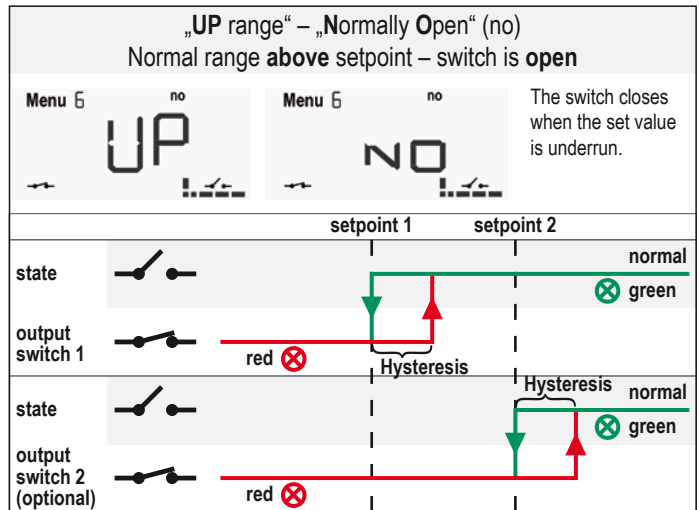 „UP range“ – „Normally Open“ (no)
Normal range above setpoint – switch is open
Menu 6 no
UP
Menu 6 no
NO
The switch closes
when the set value
is underrun.
setpoint 1 setpoint 2
state
normal
green
output
switch 1
red
Hysteresis
state
Hysteresis
normal
green
output
switch 2
(optional)
red